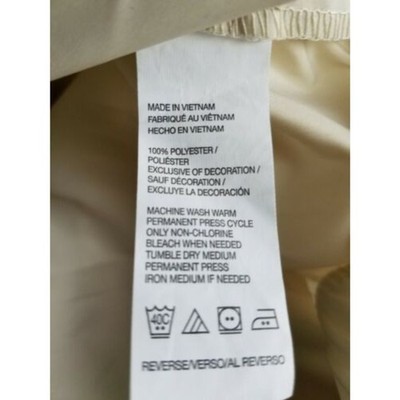 MADE IN VIETNAM
FABRIQUÉ AU VIÊTNAM
HECHO EN VIETNAM
100% POLYESTER /
POLIÉSTER
EXCLUSIVE OF DECORATION /
SAUF DÉCORATION /
EXCLUYE LA DECORACIÓN
MACHINE WASH WARM
PERMANENT PRESS CYCLE
ONLY NON-CHLORINE
BLEACH WHEN NEEDED
TUMBLE DRY MEDIUM
PERMANENT PRESS
IRON MEDIUM IF NEEDED
40C
REVERSE/VERSO/AL REVERSO